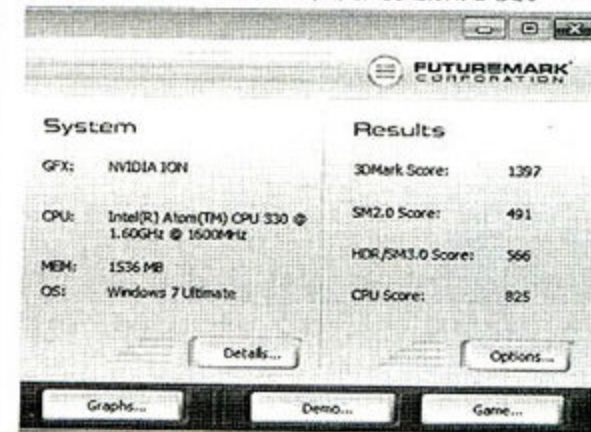 FUTUREMARK
CORPORATION
System
GFX: NVIDIA ION
CPU: Intel(R) Atom(TM) CPU 330 @
1.60GHz @ 1600MHz
MEM: 1536 MB
OS: Windows 7 Ultimate
Details...
Results
3DMark Score: 1397
SM2.0 Score: 491
HDR/SM3.0 Score: 566
CPU Score: 825
Options...
Graphs...
Demo...
Game...